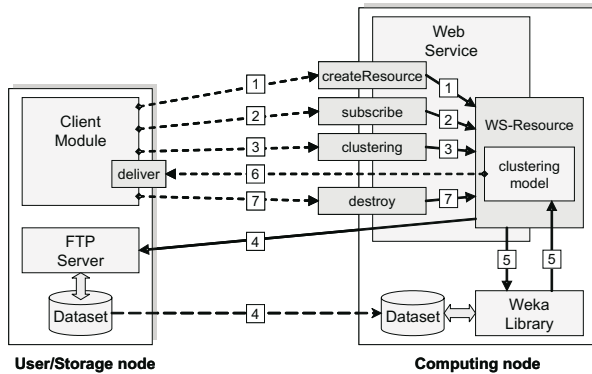 Web
Service
createResource
1
1
Client
Module
subscribe
2
2
WS-Resource
clustering
3
3
deliver
6
clustering
model
destroy
7
7
FTP
Server
4
5
5
Dataset
4
Dataset
Weka
Library
User/Storage node
Computing node